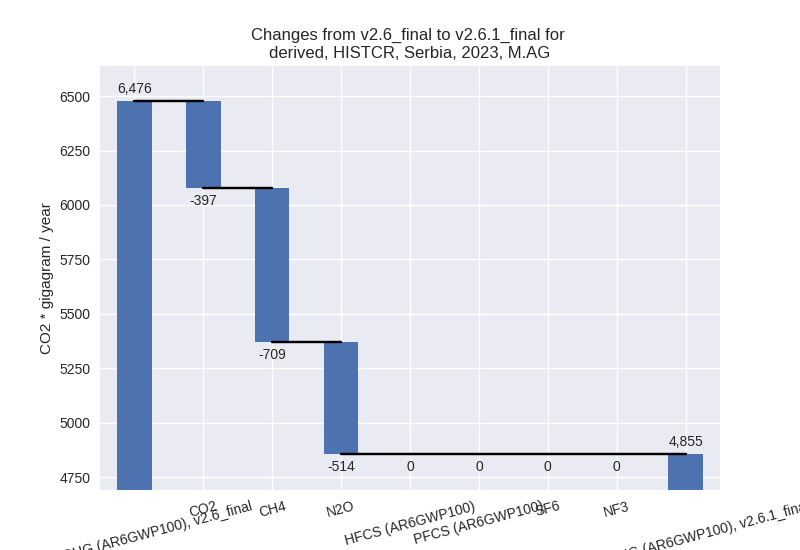 Changes from v2.6_final to v2.6.1_final for
derived, HISTCR, Serbia, 2023, M.AG
CO2 * gigagram / year
6500
6250
6000
5750
5500
5250
5000
4750
6,476
-397
-709
-514
0
0
0
0
4,855
(AR6GWP100), v2.6_final
CO2
CH4
N2O
HFCS (AR6GWP100)
PFCS (AR6GWP100)
SF6
NF3
(AR6GWP100), v2.6.1_fina